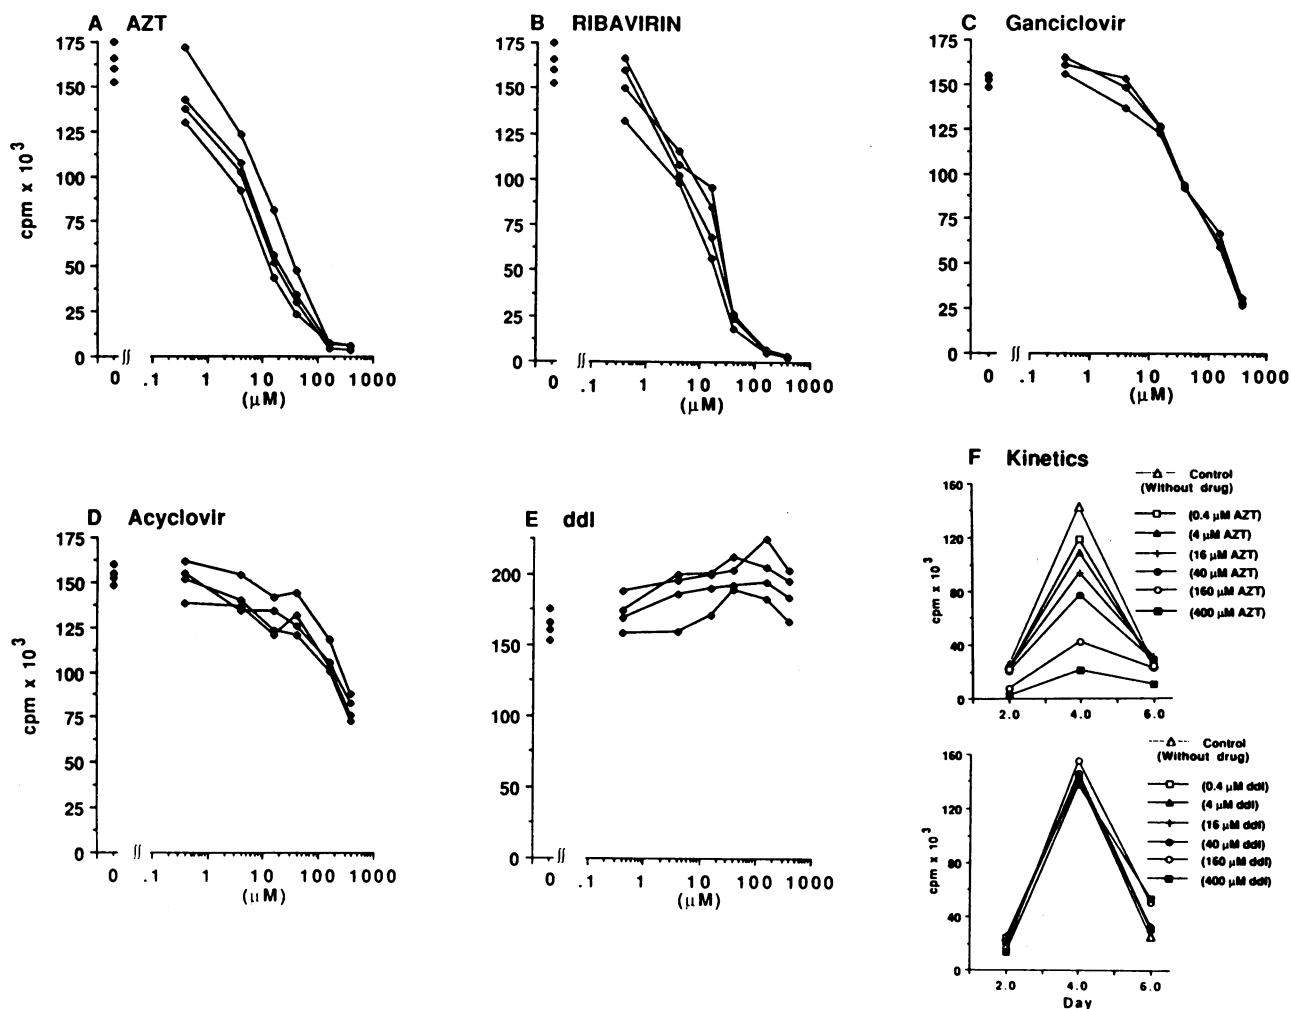 A AZT
175
150
125
100
75
50
25
0
cpm x 10³
0 .1 1 10 100 1000
(µM)
B RIBAVIRIN
175
150
125
100
75
50
25
0
0 .1 1 10 100 1000
(µM)
C Ganciclovir
175
150
125
100
75
50
25
0
0 .1 1 10 100 1000
(µM)
D Acyclovir
175
150
125
100
75
50
25
0
cpm x 10³
0 .1 1 10 100 1000
(µM)
E ddI
200
150
100
50
0
0 .1 1 10 100 1000
(µM)
F Kinetics
160
120
80
40
0
cpm x 10³
2.0 4.0 6.0
Control
(Without drug)
(0.4 µM AZT)
(4 µM AZT)
(16 µM AZT)
(40 µM AZT)
(160 µM AZT)
(400 µM AZT)
160
120
80
40
0
cpm x 10³
2.0 4.0 6.0
Day
Control
(Without drug)
(0.4 µM ddI)
(4 µM ddI)
(16 µM ddI)
(40 µM ddI)
(160 µM ddI)
(400 µM ddI)